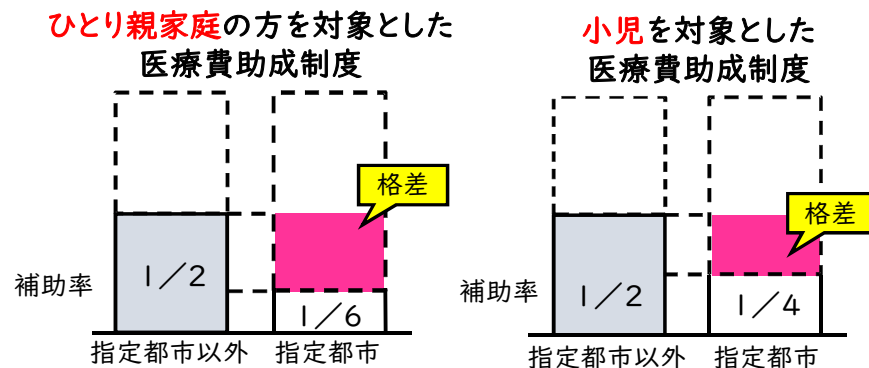 ひとり親家庭の方を対象とした
医療費助成制度
格差
補助率
1/2
1/6
指定都市以外
指定都市
小児を対象とした
医療費助成制度
格差
補助率
1/2
1/4
指定都市以外
指定都市